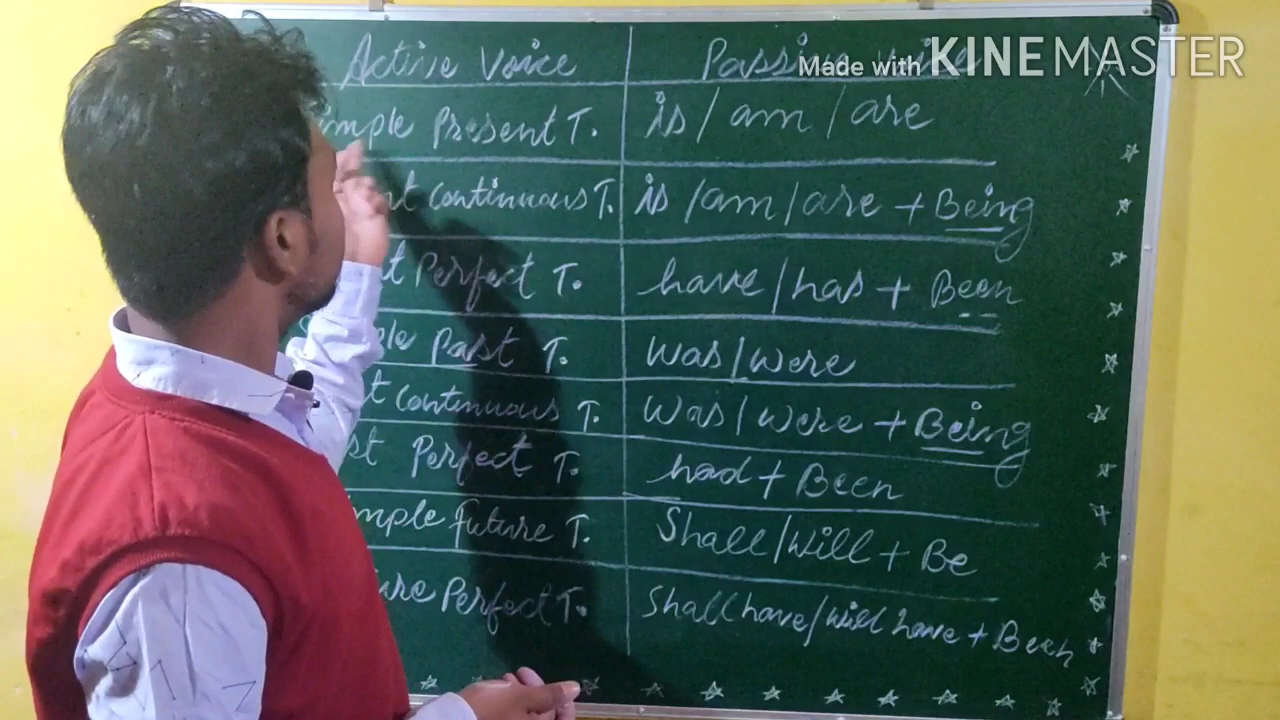 Active Voice Passive voice
Made with KINEMASTER
imple Present T. is / am / are
nt continuous T. is / am / are + Being
t Perfect T. have / has + Been
ple Past T. was / were
t continuous T. was / were + Being
st Perfect T. had + Been
imple future T. Shall / Will + Be
ure Perfect T. Shall have / will have + Been